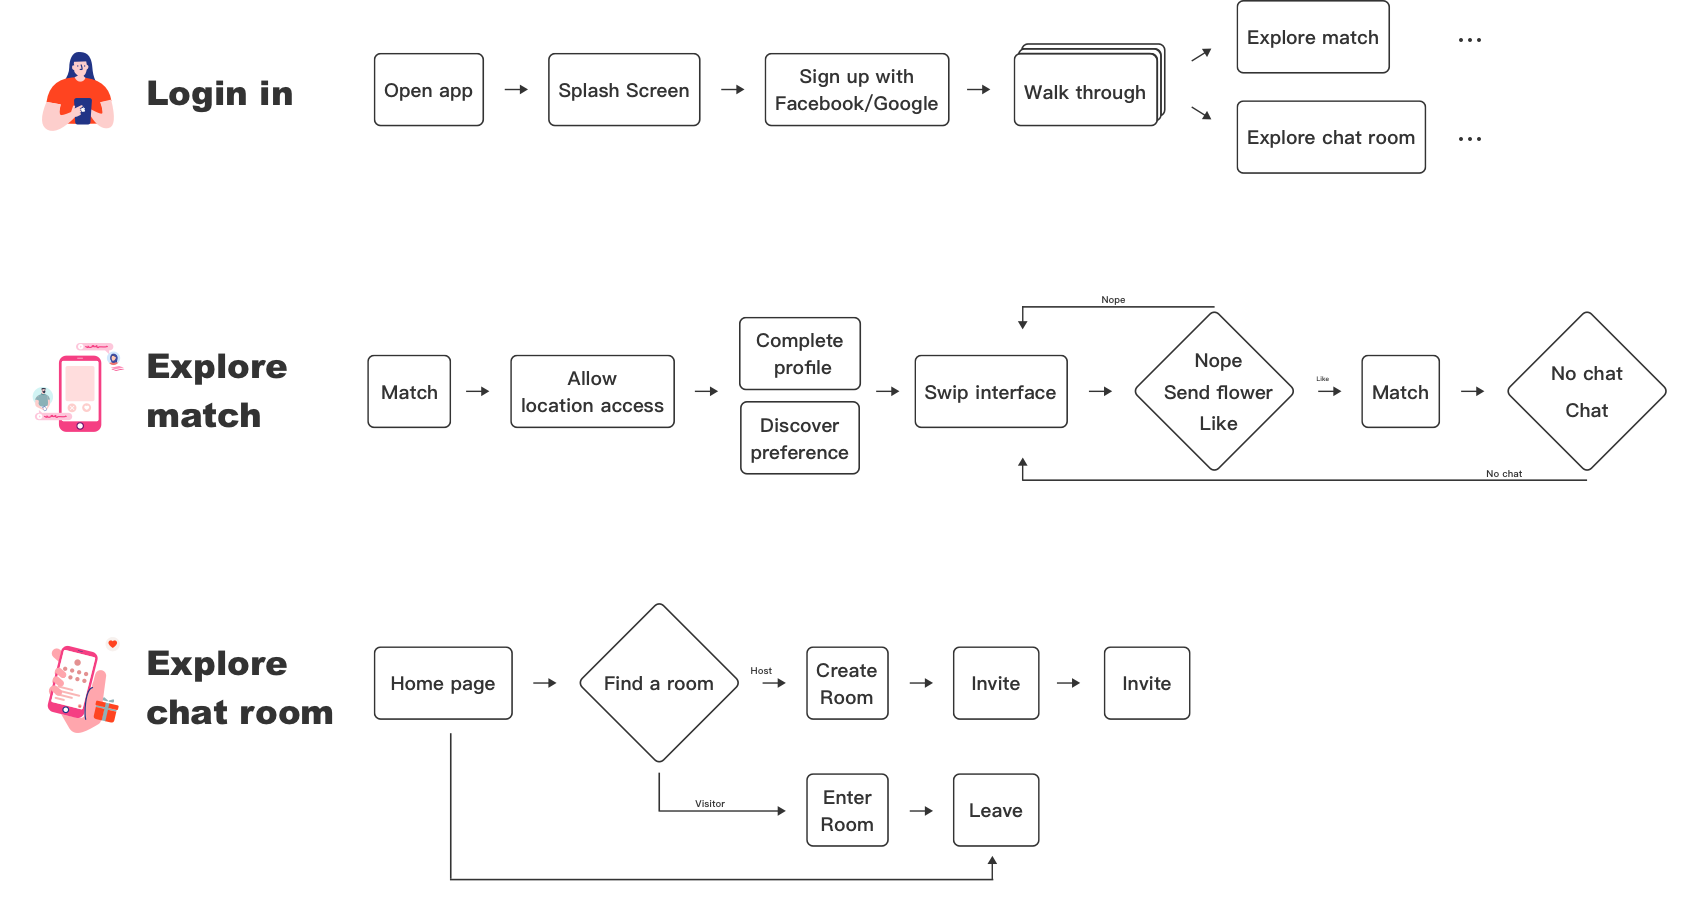 Login in
Open app
Splash Screen
Sign up with
Facebook/Google
Walk through
Explore match
...
Explore chat room
...
Explore
match
Match
Allow
location access
Complete
profile
Discover
preference
Swip interface
Nope
Nope
Send flower
Like
Like
Match
No chat
Chat
No chat
Explore
chat room
Home page
Find a room
Host
Create
Room
Invite
Invite
Visitor
Enter
Room
Leave